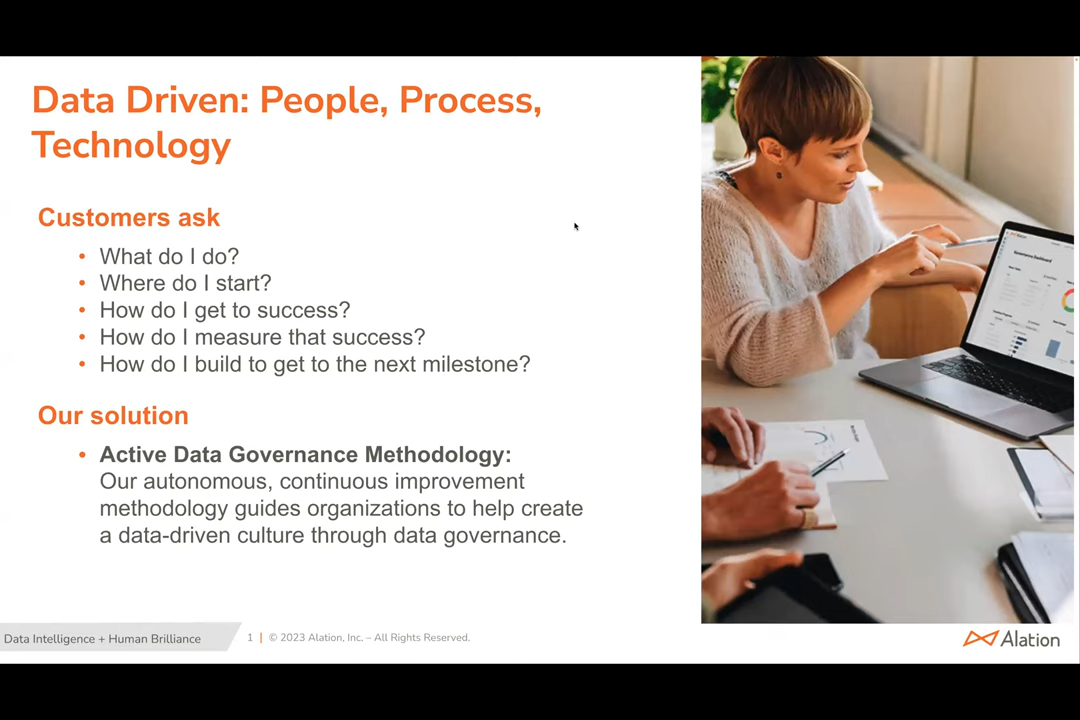 Data Driven: People, Process,
Technology
Customers ask
• What do I do?
• Where do I start?
• How do I get to success?
• How do I measure that success?
• How do I build to get to the next milestone?
Our solution
• Active Data Governance Methodology:
Our autonomous, continuous improvement
methodology guides organizations to help create
a data-driven culture through data governance.
Governance Dashboard
Data Intelligence + Human Brilliance
1 | © 2023 Alation, Inc. – All Rights Reserved.
Alation